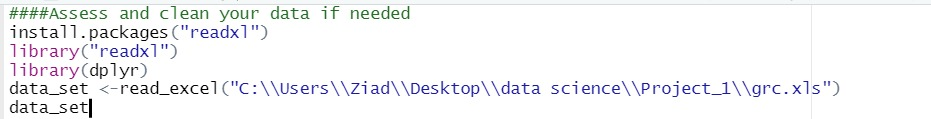 ####Assess and clean your data if needed
install.packages("readxl")
library("readxl")
library(dplyr)
data_set <-read_excel("C:\\Users\\Ziad\\Desktop\\data science\\Project_1\\grc.xls")
data_set